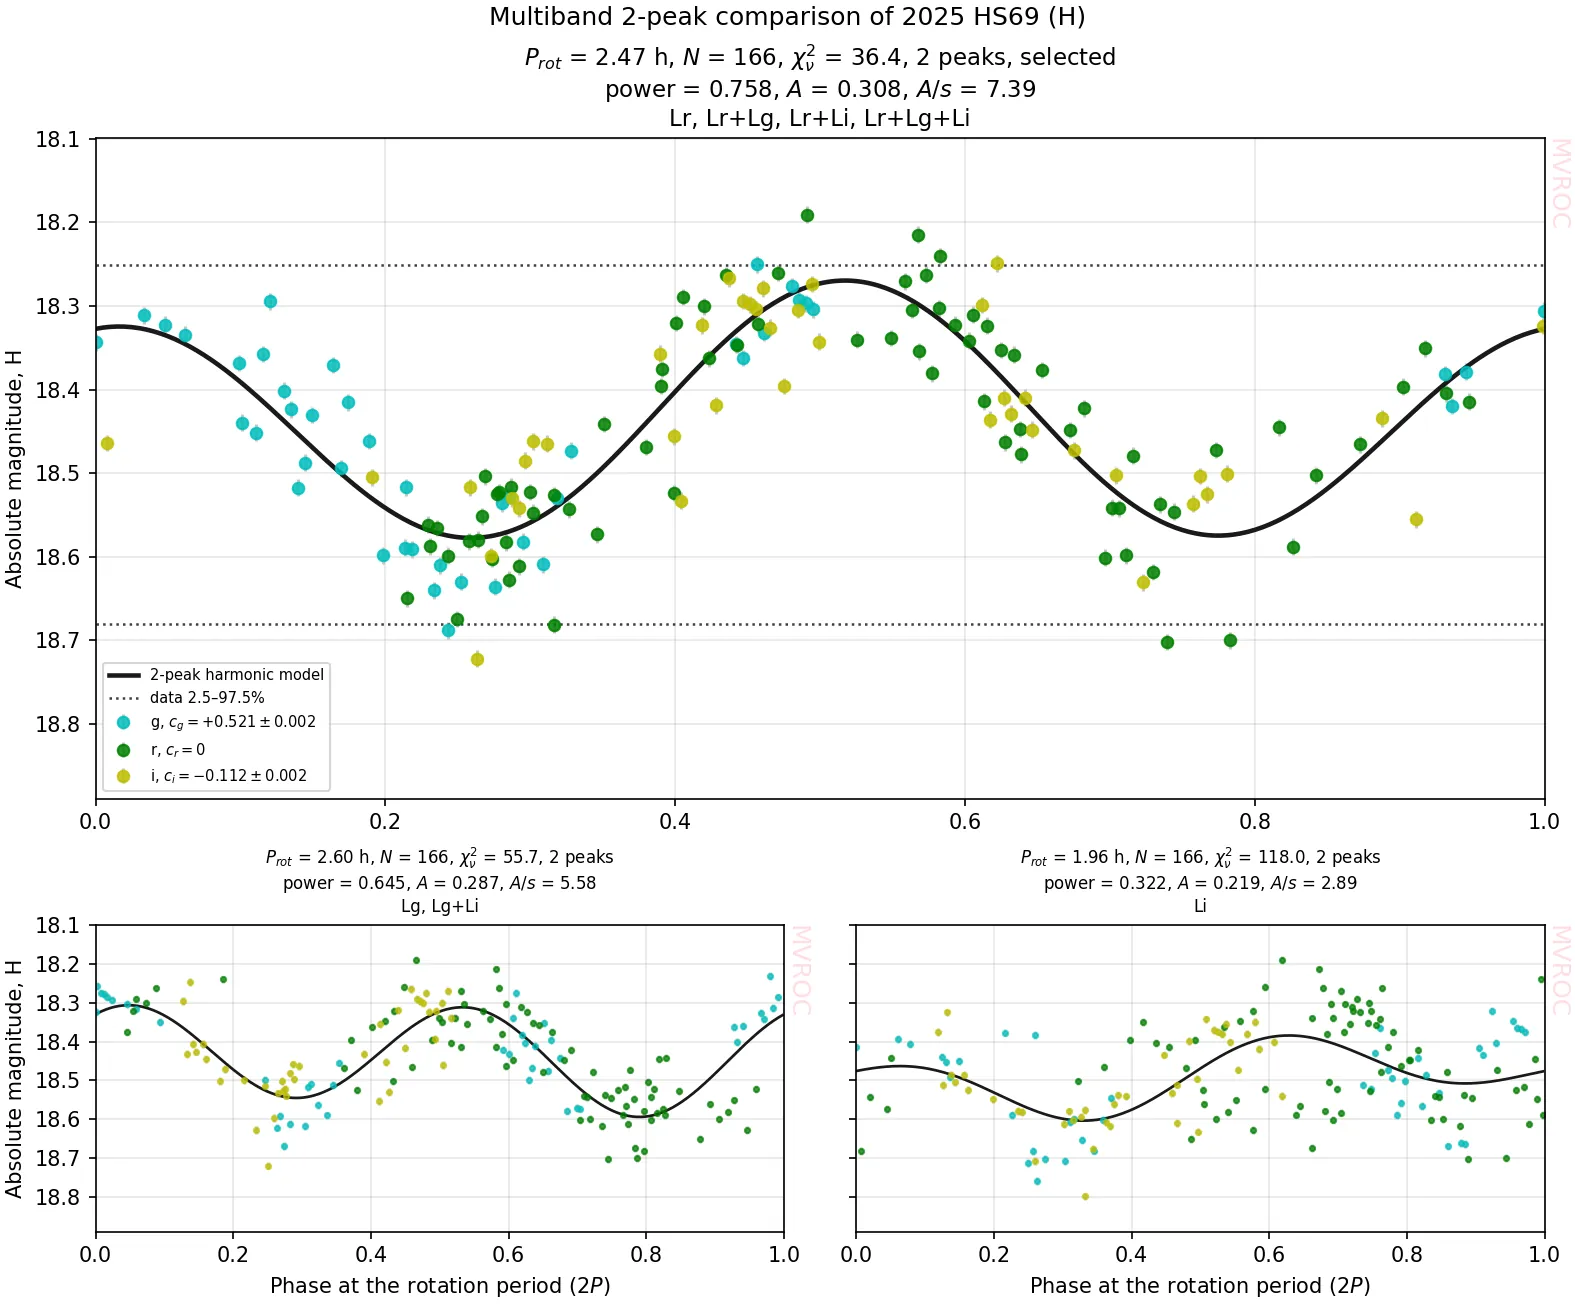 Multiband 2-peak comparison of 2025 HS69 (H)
P_rot = 2.47 h, N = 166, χ²_ν = 36.4, 2 peaks, selected
power = 0.758, A = 0.308, A/s = 7.39
Lr, Lr+Lg, Lr+Li, Lr+Lg+Li
Absolute magnitude, H
18.1
18.2
18.3
18.4
18.5
18.6
18.7
18.8
2-peak harmonic model
data 2.5–97.5%
g, c_g = +0.521 ± 0.002
r, c_r = 0
i, c_i = −0.112 ± 0.002
0.0 0.2 0.4 0.6 0.8 1.0
MVROC
P_rot = 2.60 h, N = 166, χ²_ν = 55.7, 2 peaks
power = 0.645, A = 0.287, A/s = 5.58
Lg, Lg+Li
Absolute magnitude, H
18.1
18.2
18.3
18.4
18.5
18.6
18.7
18.8
0.0 0.2 0.4 0.6 0.8 1.0
Phase at the rotation period (2P)
MVROC
P_rot = 1.96 h, N = 166, χ²_ν = 118.0, 2 peaks
power = 0.322, A = 0.219, A/s = 2.89
Li
0.0 0.2 0.4 0.6 0.8 1.0
Phase at the rotation period (2P)
MVROC